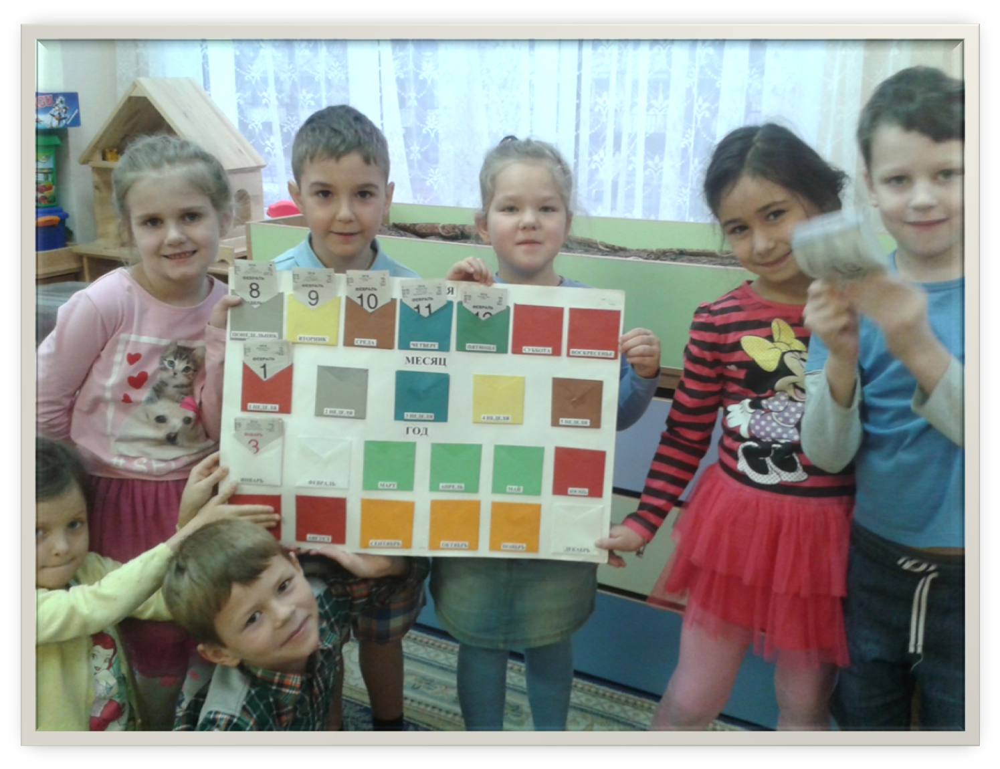 Я
ФЕВРАЛЬ
8
ФЕВРАЛЬ
9
ФЕВРАЛЬ
10
ФЕВРАЛЬ
11
ФЕВРАЛЬ
12
ПОНЕДЕЛЬНИК
ВТОРНИК
СРЕДА
ЧЕТВЕРГ
ПЯТНИЦА
СУББОТА
ВОСКРЕСЕНЬЕ
МЕСЯЦ
ФЕВРАЛЬ
1
1 НЕДЕЛЯ
2 НЕДЕЛЯ
3 НЕДЕЛЯ
4 НЕДЕЛЯ
5 НЕДЕЛЯ
ГОД
ЯНВАРЬ
3
ЯНВАРЬ
ФЕВРАЛЬ
МАРТ
АПРЕЛЬ
МАЙ
ИЮНЬ
АВГУСТ
СЕНТЯБРЬ
ОКТЯБРЬ
НОЯБРЬ
ДЕКАБРЬ